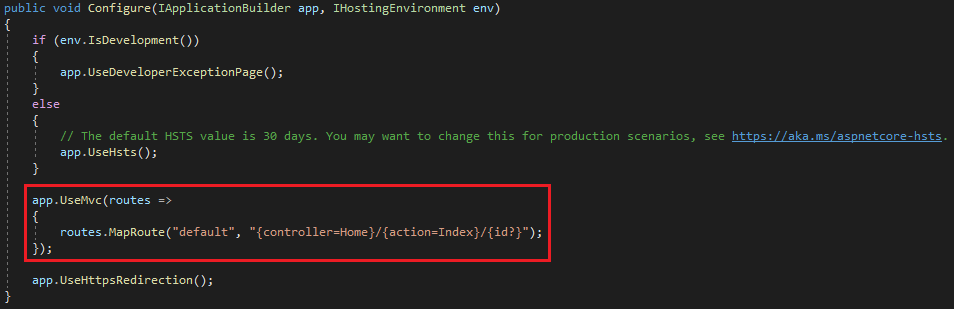 public void Configure(IApplicationBuilder app, IHostingEnvironment env)
{
if (env.IsDevelopment())
{
app.UseDeveloperExceptionPage();
}
else
{
// The default HSTS value is 30 days. You may want to change this for production scenarios, see https://aka.ms/aspnetcore-hsts.
app.UseHsts();
}
app.UseMvc(routes =>
{
routes.MapRoute("default", "{controller=Home}/{action=Index}/{id?}");
});
app.UseHttpsRedirection();
}